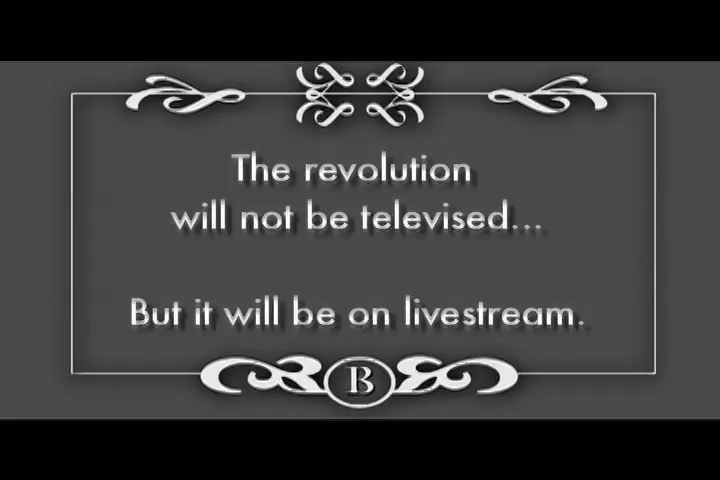 The revolution
will not be televised...
But it will be on livestream.
B